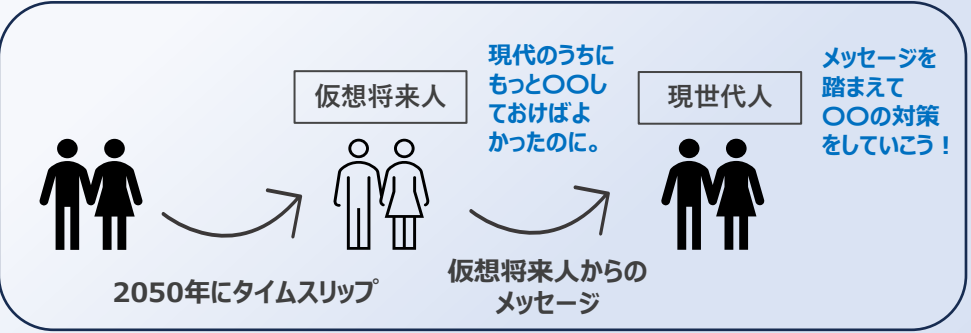 仮想将来人
現代のうちに
もっと〇〇し
ておけばよ
かったのに。
現世代人
メッセージを
踏まえて
〇〇の対策
をしていこう！
2050年にタイムスリップ
仮想将来人からの
メッセージ